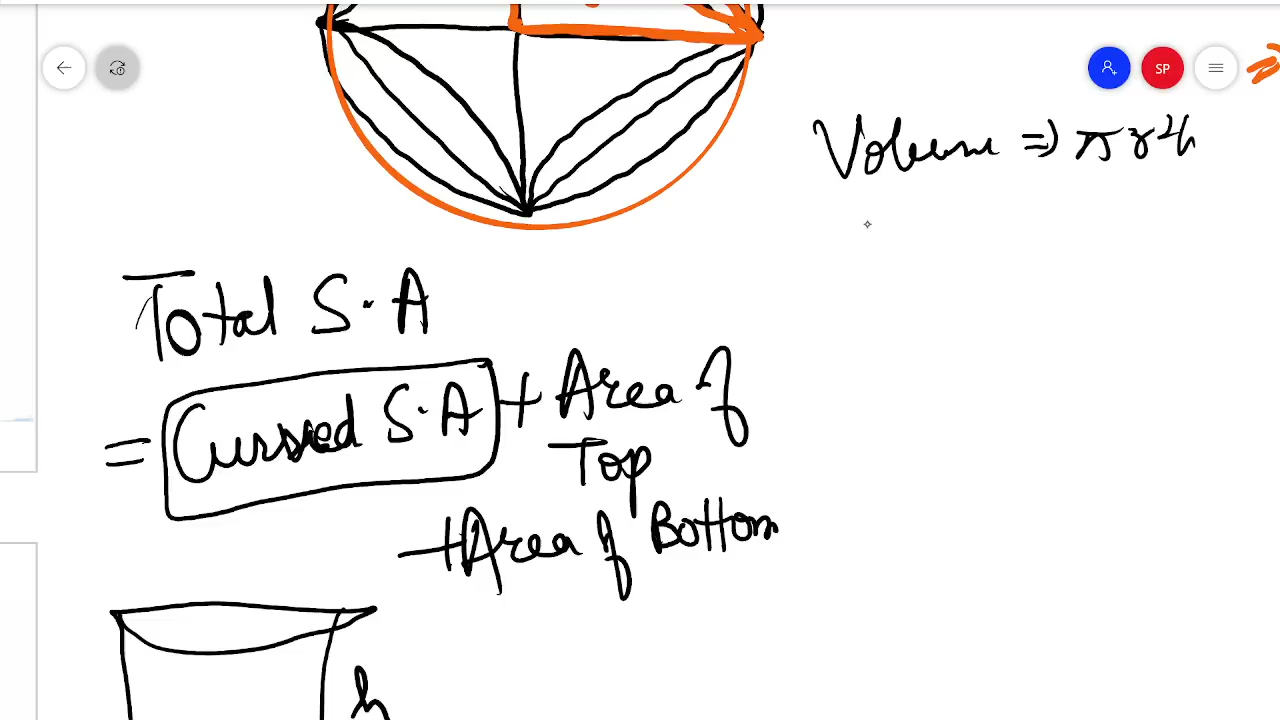 SP
Volume => πr²h
Total S.A
= Curved S.A + Area of
Top
+ Area of Bottom
h